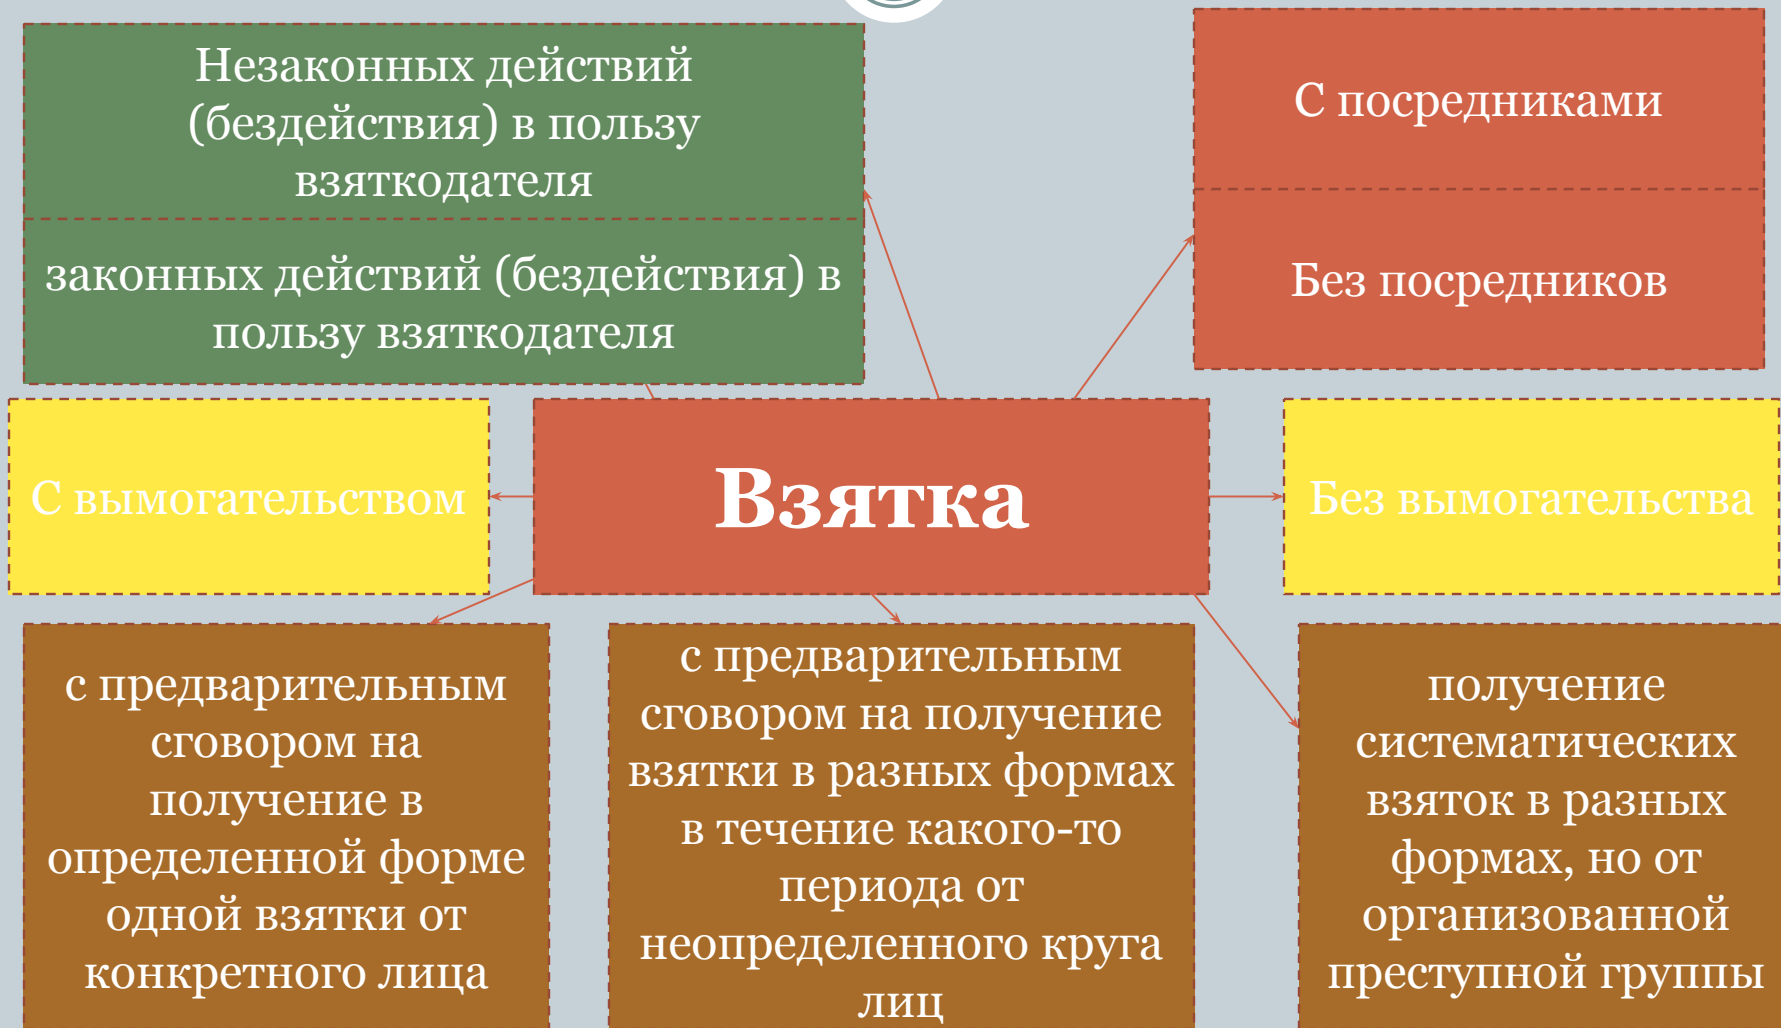 Незаконных действий
(бездействия) в пользу
взяткодателя
законных действий (бездействия) в
пользу взяткодателя
С посредниками
Без посредников
С вымогательством
Взятка
Без вымогательства
с предварительным
сговором на
получение в
определенной форме
одной взятки от
конкретного лица
с предварительным
сговором на получение
взятки в разных формах
в течение какого-то
периода от
неопределенного круга
лиц
получение
систематических
взяток в разных
формах, но от
организованной
преступной группы